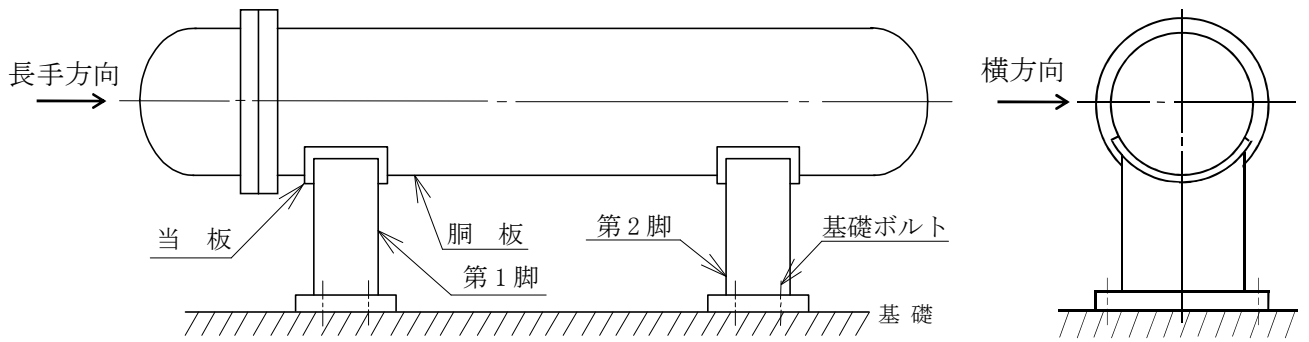 長手方向
横方向
当 板
胴 板
第1脚
第2脚
基礎ボルト
基 礎